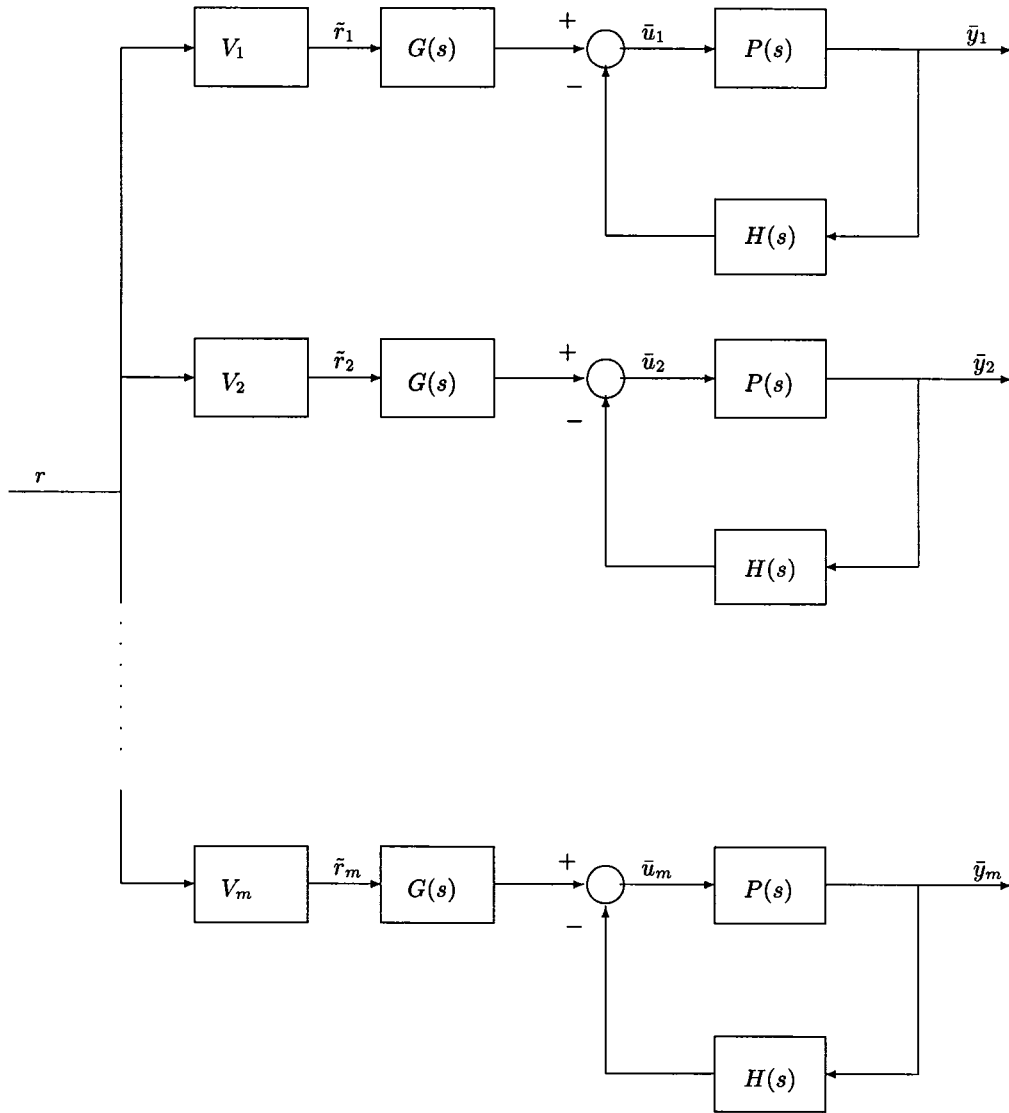 V₁ r̃₁ G(s) + ū₁ P(s) ȳ₁
−
H(s)
V₂ r̃₂ G(s) + ū₂ P(s) ȳ₂
−
r
H(s)
Vₘ r̃ₘ G(s) + ūₘ P(s) ȳₘ
−
H(s)